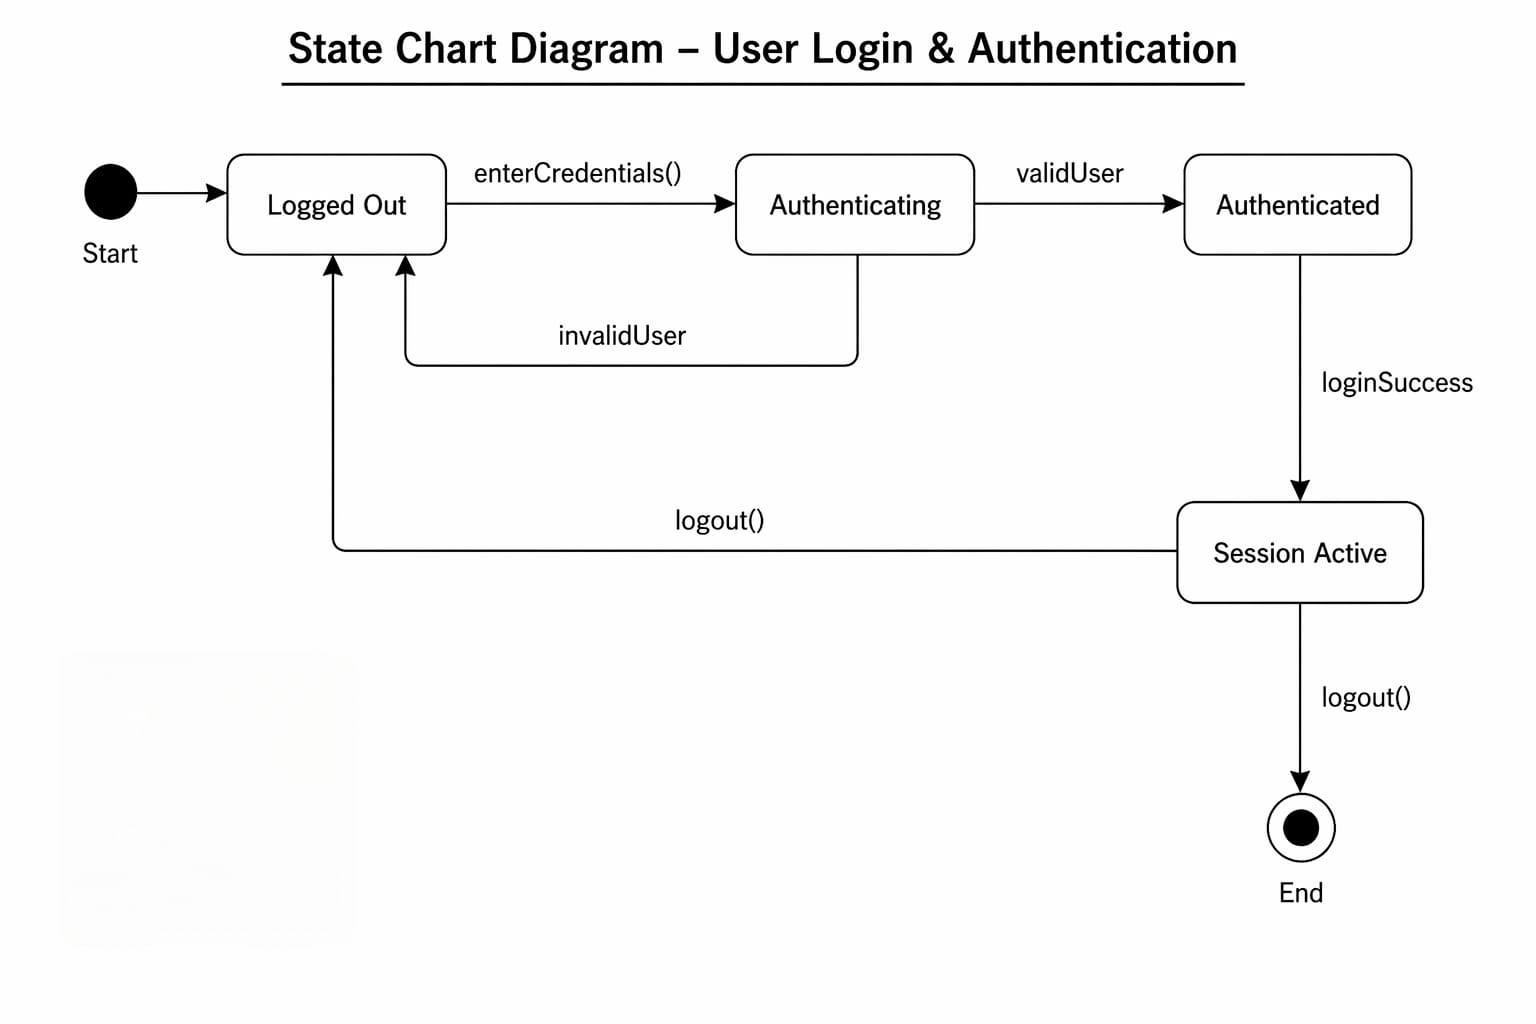 State Chart Diagram – User Login & Authentication
Start
Logged Out
enterCredentials()
Authenticating
validUser
Authenticated
invalidUser
loginSuccess
logout()
Session Active
logout()
End